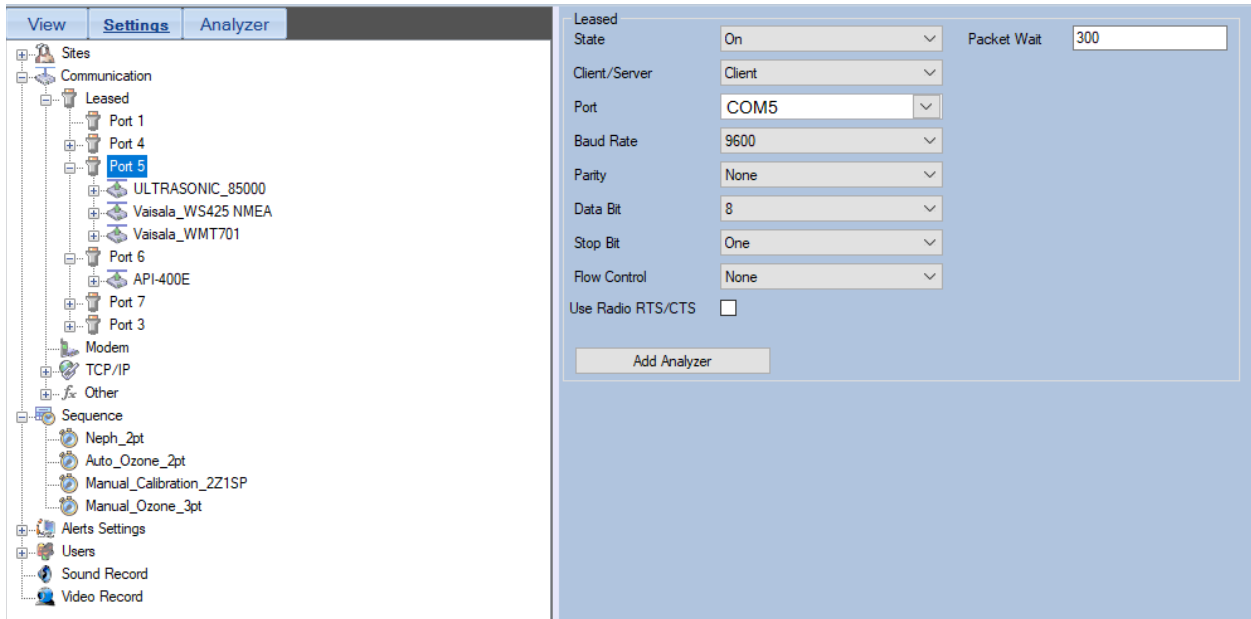 View Settings Analyzer
Sites
Communication
Leased
Port 1
Port 4
Port 5
ULTRASONIC_85000
Vaisala_WS425 NMEA
Vaisala_WMT701
Port 6
API-400E
Port 7
Port 3
Modem
TCP/IP
fx Other
Sequence
Neph_2pt
Auto_Ozone_2pt
Manual_Calibration_2Z1SP
Manual_Ozone_3pt
Alerts Settings
Users
Sound Record
Video Record
Leased
State On Packet Wait 300
Client/Server Client
Port COM5
Baud Rate 9600
Parity None
Data Bit 8
Stop Bit One
Flow Control None
Use Radio RTS/CTS
Add Analyzer